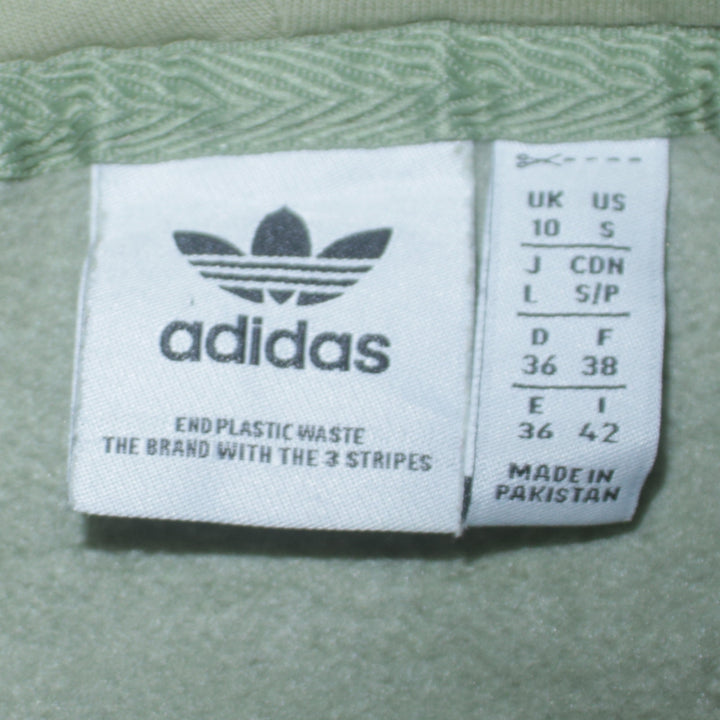 adidas
END PLASTIC WASTE
THE BRAND WITH THE 3 STRIPES
UK US
10 S
J CDN
L S/P
D F
36 38
E I
36 42
MADE IN
PAKISTAN